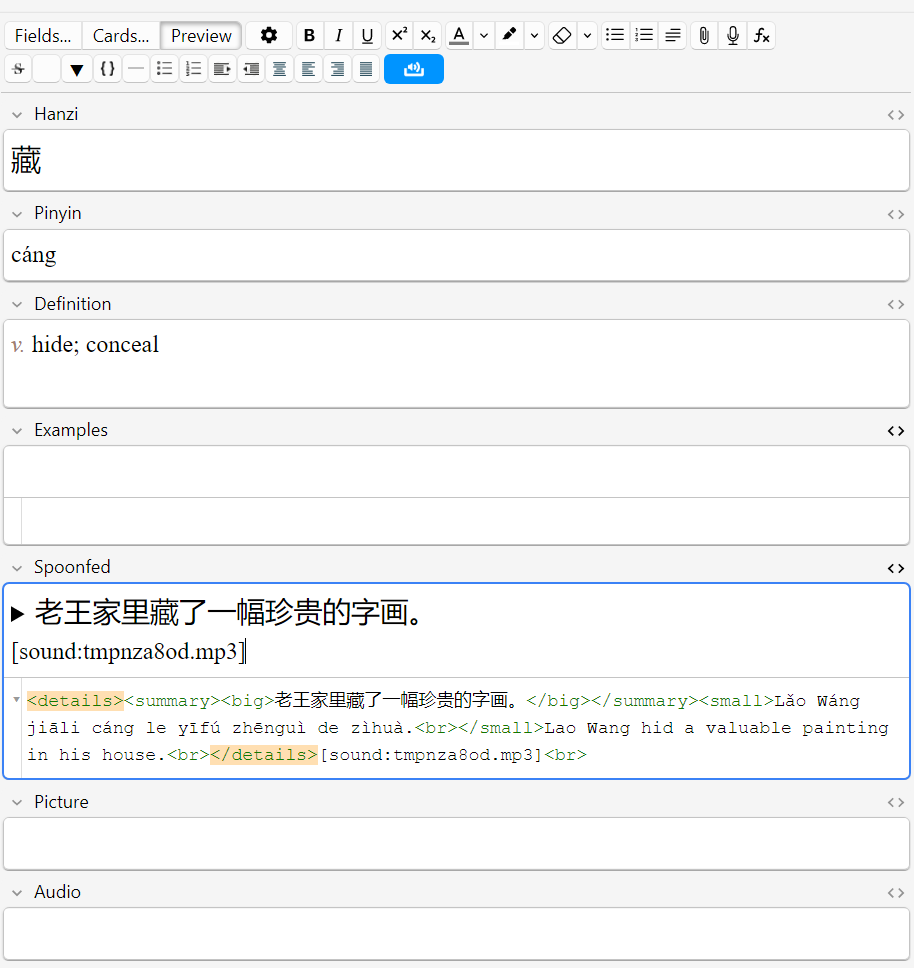 Fields... Cards... Preview B I U x² x₂ A fx
S {}
Hanzi <>
藏
Pinyin <>
cáng
Definition <>
v. hide; conceal
Examples <>
Spoonfed <>
老王家里藏了一幅珍贵的字画。
[sound:tmpnza8od.mp3]
<details><summary><big>老王家里藏了一幅珍贵的字画。</big></summary><small>Lǎo Wáng
jiāli cáng le yīfú zhēnguì de zìhuà.<br></small>Lao Wang hid a valuable painting
in his house.<br></details>[sound:tmpnza8od.mp3]<br>
Picture <>
Audio <>